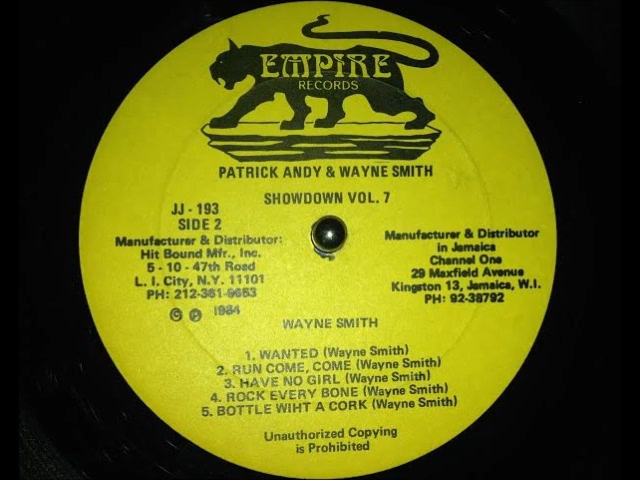 EMPIRE
RECORDS
PATRICK ANDY & WAYNE SMITH
SHOWDOWN VOL. 7
JJ - 193
SIDE 2
Manufacturer & Distributor:
Hit Bound Mfr., Inc.
5 - 10 - 47th Road
L. I. City, N.Y. 11101
PH: 212-361-9653
© ℗ 1984
Manufacturer & Distributor
in Jamaica
Channel One
29 Maxfield Avenue
Kingston 13, Jamaica, W.I.
PH: 92-38792
WAYNE SMITH
1. WANTED (Wayne Smith)
2. RUN COME, COME (Wayne Smith)
3. HAVE NO GIRL (Wayne Smith)
4. ROCK EVERY BONE (Wayne Smith)
5. BOTTLE WIHT A CORK (Wayne Smith)
Unauthorized Copying
is Prohibited